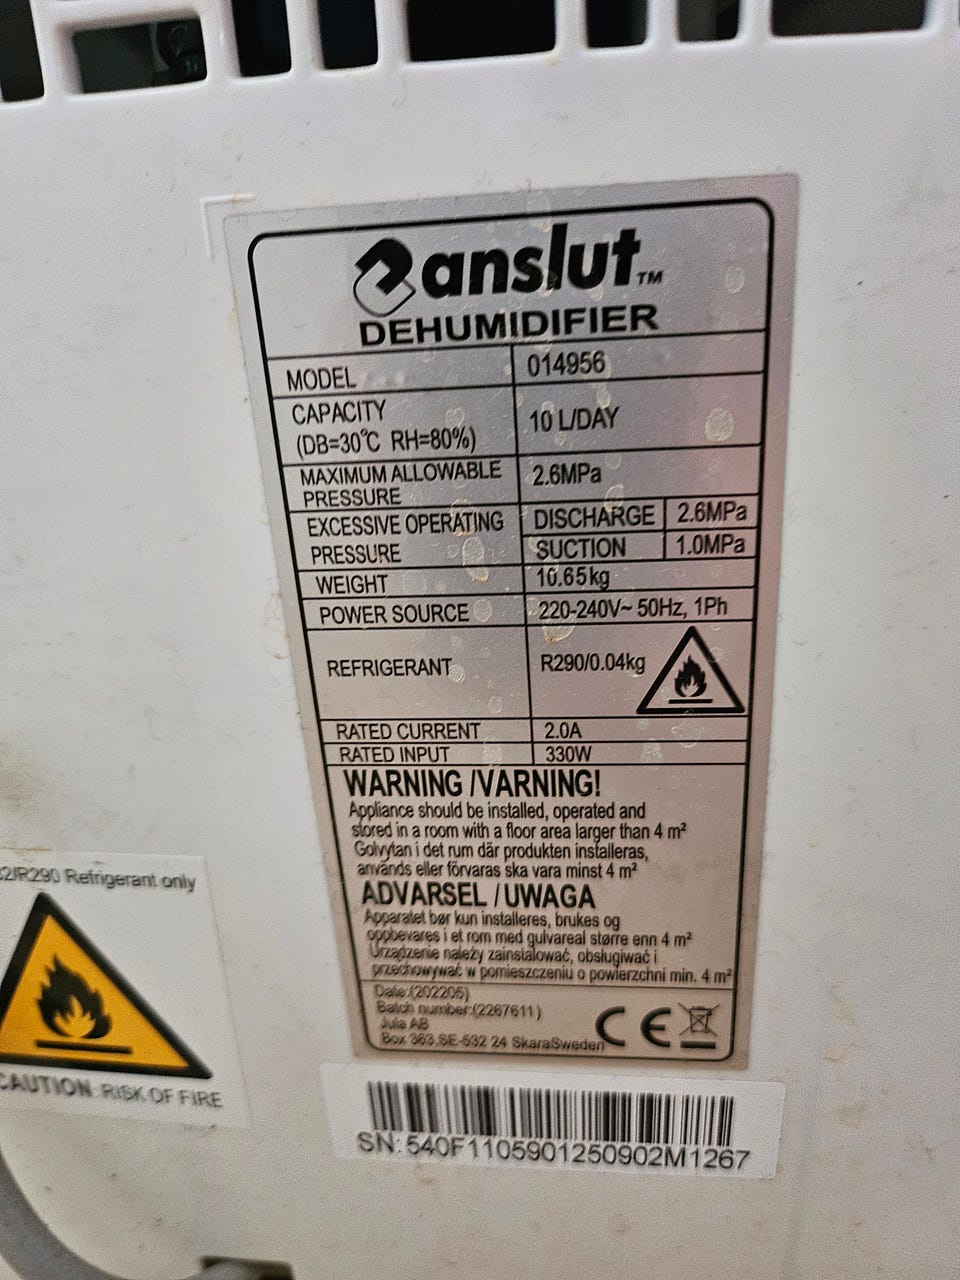 anslut™
DEHUMIDIFIER
MODEL 014956
CAPACITY
(DB=30℃ RH=80%) 10 L/DAY
MAXIMUM ALLOWABLE
PRESSURE 2.6MPa
EXCESSIVE OPERATING
PRESSURE
DISCHARGE 2.6MPa
SUCTION 1.0MPa
WEIGHT 10.65kg
POWER SOURCE 220-240V~ 50Hz, 1Ph
REFRIGERANT R290/0.04kg
RATED CURRENT 2.0A
RATED INPUT 330W
WARNING /VARNING!
Appliance should be installed, operated and
stored in a room with a floor area larger than 4 m²
Golvytan i det rum där produkten installeras,
används eller förvaras ska vara minst 4 m²
ADVARSEL / UWAGA
Apparatet bør kun installeres, brukes og
oppbevares i et rom med gulvareal større enn 4 m²
Urządzenie należy zainstalować, obsługiwać i
przechowywać w pomieszczeniu o powierzchni min. 4 m²
Date:(202205)
Batch number:(2267611)
Jula AB
Box 363,SE-532 24 SkaraSweden
CE
SN: 540F1105901250902M1267
/R290 Refrigerant only
CAUTION RISK OF FIRE